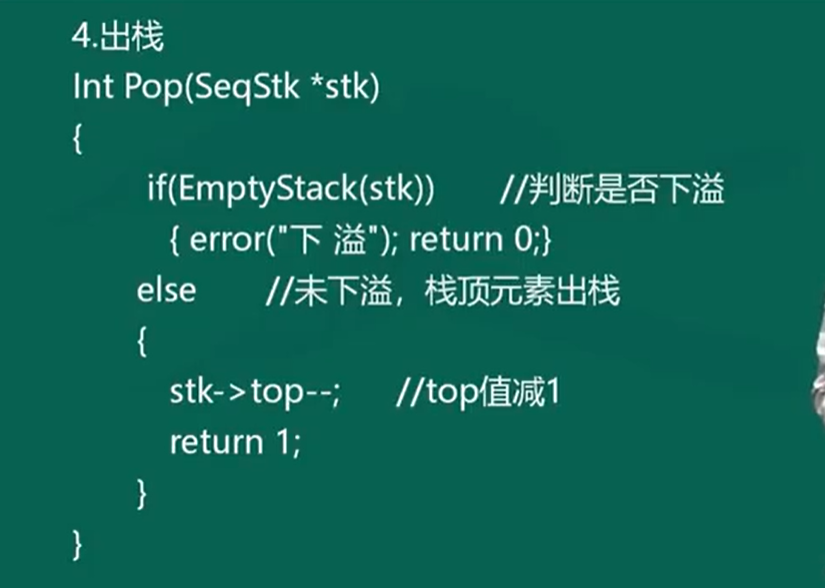 4.出栈
Int Pop(SeqStk *stk)
{
if(EmptyStack(stk)) //判断是否下溢
{ error("下 溢"); return 0;}
else //未下溢，栈顶元素出栈
{
stk->top--; //top值减1
return 1;
}
}